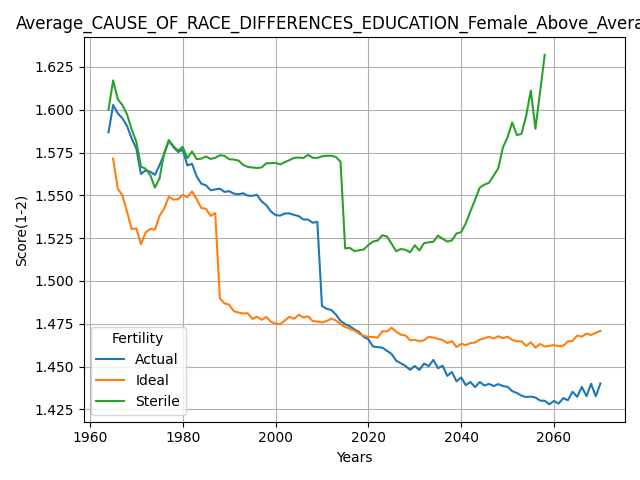 Average_CAUSE_OF_RACE_DIFFERENCES_EDUCATION_Female_Above_Avera
1.625
1.600
1.575
1.550
1.525
1.500
1.475
1.450
1.425
Score(1-2)
Fertility
Actual
Ideal
Sterile
1960 1980 2000 2020 2040 2060
Years